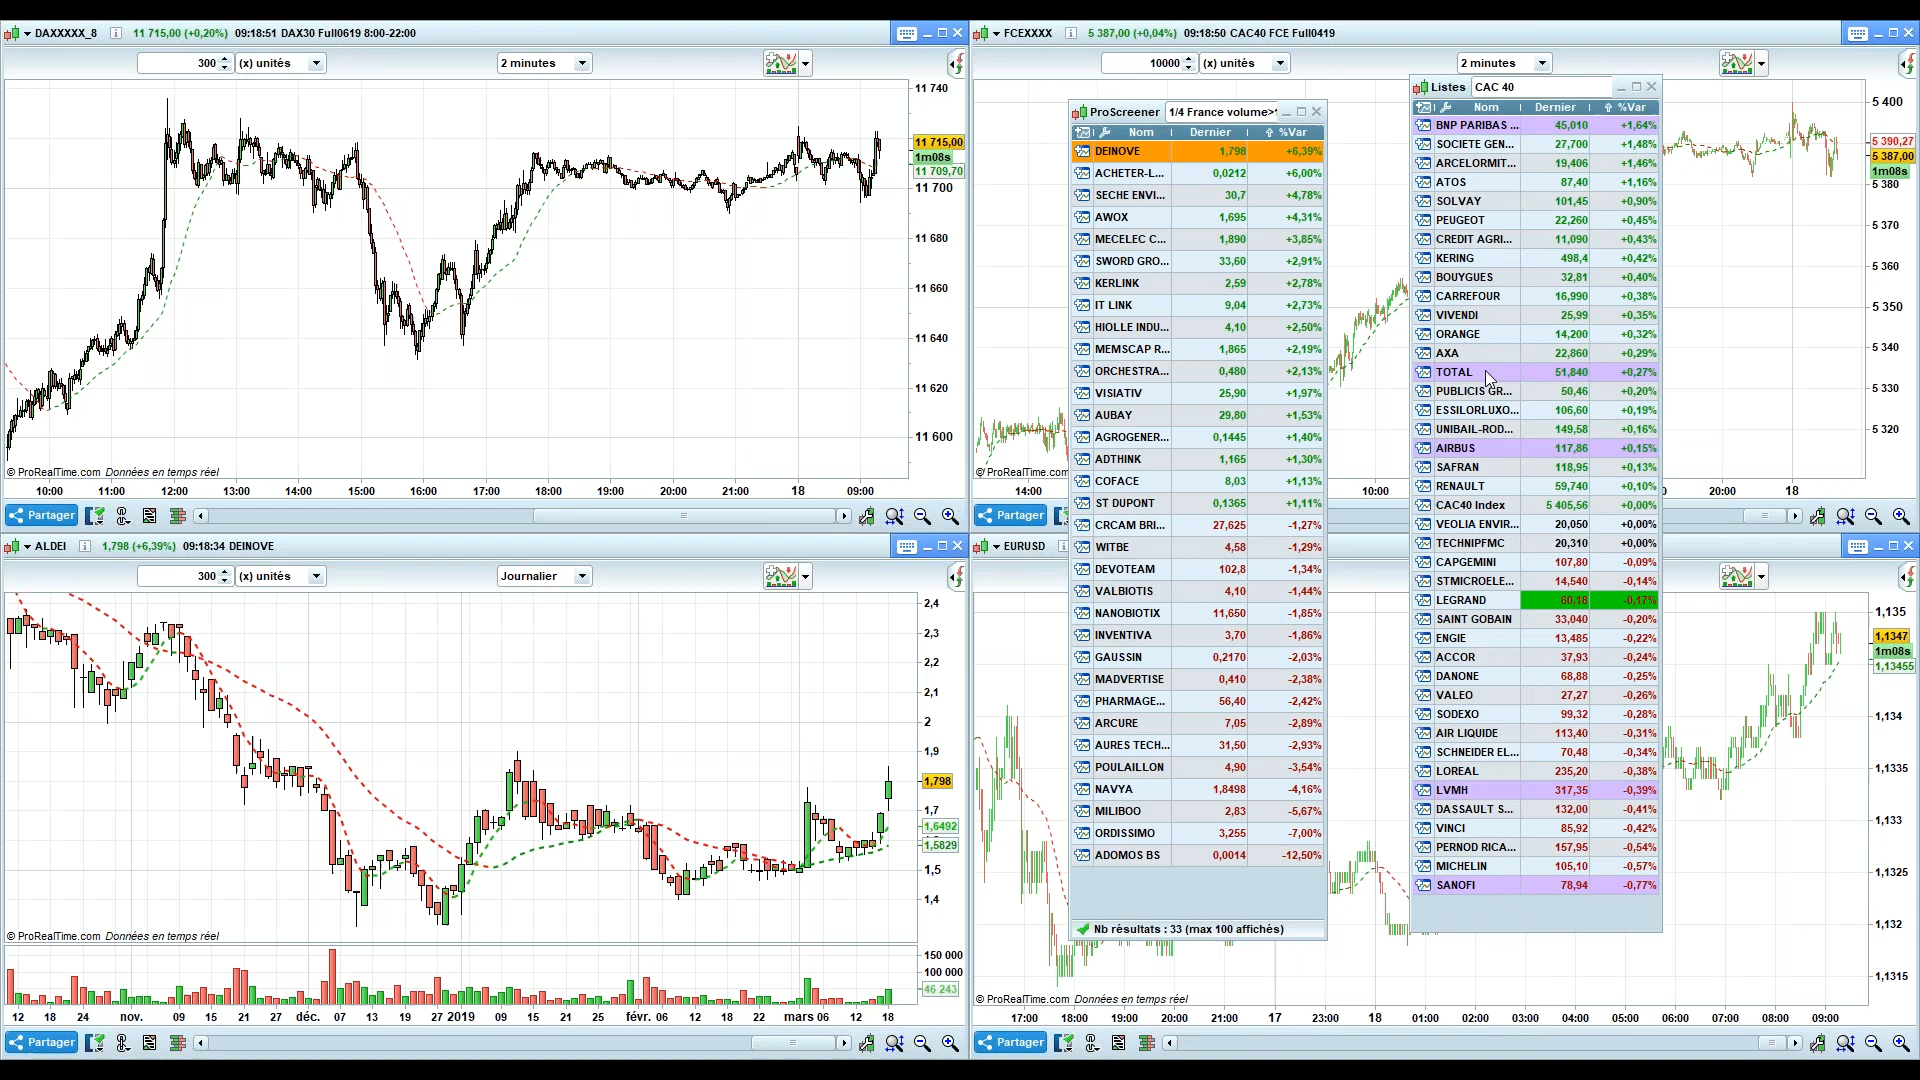 DAXXXXX_8 11 715,00 (+0,20%) 09:18:51 DAX30 Full0619 8:00-22:00
300 (x) unités 2 minutes
11 740
11 715,00
1m08s
11 709,70
11 700
11 680
11 660
11 640
11 620
11 600
© ProRealTime.com Données en temps réel
10:00 11:00 12:00 13:00 14:00 15:00 16:00 17:00 18:00 19:00 20:00 21:00 18 09:00
Partager
FCEXXXX 5 387,00 (+0,04%) 09:18:50 CAC40 FCE Full0419
10000 (x) unités 2 minutes
5 400
5 390,27
5 387,00
1m08s
5 380
5 370
5 360
5 350
5 340
5 330
5 320
© ProRealTime.com
14:00 10:00 0 20:00 18
Partager
ProScreener 1/4 France volume>
Nom Dernier %Var
DEINOVE 1,798 +6,39%
ACHETER-L... 0,0212 +6,00%
SECHE ENVI... 30,7 +4,78%
AWOX 1,695 +4,31%
MECELEC C... 1,890 +3,85%
SWORD GRO... 33,60 +2,91%
KERLINK 2,59 +2,78%
IT LINK 9,04 +2,73%
HIOLLE INDU... 4,10 +2,50%
MEMSCAP R... 1,865 +2,19%
ORCHESTRA... 0,480 +2,13%
VISIATIV 25,90 +1,97%
AUBAY 29,80 +1,53%
AGROGENER... 0,1445 +1,40%
ADTHINK 1,165 +1,30%
COFACE 8,03 +1,13%
ST DUPONT 0,1365 +1,11%
CRCAM BRI... 27,625 -1,27%
WITBE 4,58 -1,29%
DEVOTEAM 102,8 -1,34%
VALBIOTIS 4,10 -1,44%
NANOBIOTIX 11,650 -1,85%
INVENTIVA 3,70 -1,86%
GAUSSIN 0,2170 -2,03%
MADVERTISE 0,410 -2,38%
PHARMAGE... 56,40 -2,42%
ARCURE 7,05 -2,89%
AURES TECH... 31,50 -2,93%
POULAILLON 4,90 -3,54%
NAVYA 1,8498 -4,16%
MILIBOO 2,83 -5,67%
ORDISSIMO 3,255 -7,00%
ADOMOS BS 0,0014 -12,50%
Nb résultats : 33 (max 100 affichés)
Listes CAC 40
Nom Dernier %Var
BNP PARIBAS ... 45,010 +1,64%
SOCIETE GEN... 27,700 +1,48%
ARCELORMIT... 19,406 +1,46%
ATOS 87,40 +1,16%
SOLVAY 101,45 +0,90%
PEUGEOT 22,260 +0,45%
CREDIT AGRI... 11,090 +0,43%
KERING 498,4 +0,42%
BOUYGUES 32,81 +0,40%
CARREFOUR 16,990 +0,38%
VIVENDI 25,99 +0,35%
ORANGE 14,200 +0,32%
AXA 22,860 +0,29%
TOTAL 51,840 +0,27%
PUBLICIS GR... 50,46 +0,20%
ESSILORLUXO... 106,60 +0,19%
UNIBAIL-ROD... 149,58 +0,16%
AIRBUS 117,86 +0,15%
SAFRAN 118,95 +0,13%
RENAULT 59,740 +0,10%
CAC40 Index 5 405,56 +0,00%
VEOLIA ENVIR... 20,050 +0,00%
TECHNIPFMC 20,310 +0,00%
CAPGEMINI 107,80 -0,09%
STMICROELE... 14,540 -0,14%
LEGRAND 60,18 -0,17%
SAINT GOBAIN 33,040 -0,20%
ENGIE 13,485 -0,22%
ACCOR 37,93 -0,24%
DANONE 68,88 -0,25%
VALEO 27,27 -0,26%
SODEXO 99,32 -0,28%
AIR LIQUIDE 113,40 -0,31%
SCHNEIDER EL... 70,48 -0,34%
LOREAL 235,20 -0,38%
LVMH 317,35 -0,39%
DASSAULT S... 132,00 -0,41%
VINCI 85,92 -0,42%
PERNOD RICA... 157,95 -0,54%
MICHELIN 105,10 -0,57%
SANOFI 78,94 -0,77%
ALDEI 1,798 (+6,39%) 09:18:34 DEINOVE
300 (x) unités Journalier
2,4
2,3
2,2
2,1
2
1,9
1,798
1,7
1,6492
1,5829
1,5
1,4
© ProRealTime.com Données en temps réel
150 000
100 000
46 243
12 18 24 nov. 09 15 21 27 déc. 07 13 19 27 2019 09 15 21 25 févr. 06 12 18 22 mars 06 12 18
Partager
EURUSD
1,135
1,1347
1m08s
1,13455
1,134
1,1335
1,133
1,1325
1,132
1,1315
© ProRealTime.com Données en temps réel
17:00 18:00 19:00 20:00 21:00 17 23:00 18 01:00 02:00 03:00 04:00 05:00 06:00 07:00 08:00 09:00
Partager